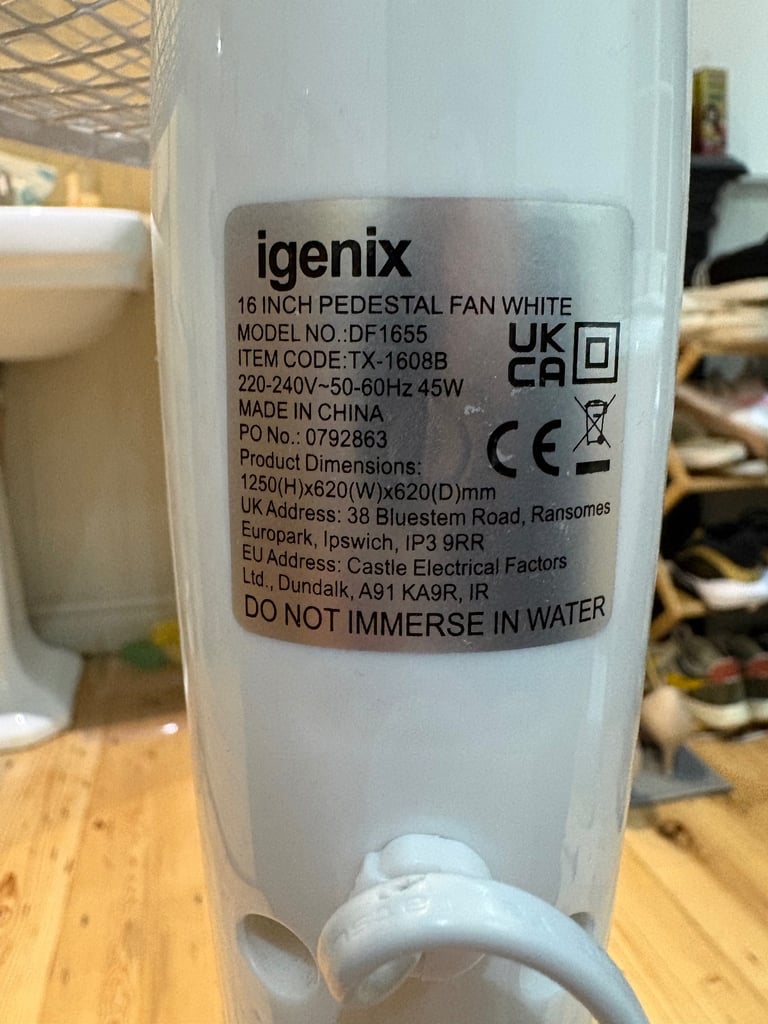 igenix
16 INCH PEDESTAL FAN WHITE
MODEL NO.:DF1655
ITEM CODE:TX-1608B
220-240V~50-60Hz 45W
MADE IN CHINA
PO No.: 0792863
Product Dimensions:
1250(H)x620(W)x620(D)mm
UK Address: 38 Bluestem Road, Ransomes
Europark, Ipswich, IP3 9RR
EU Address: Castle Electrical Factors
Ltd., Dundalk, A91 KA9R, IR
DO NOT IMMERSE IN WATER
UK
CA
CE